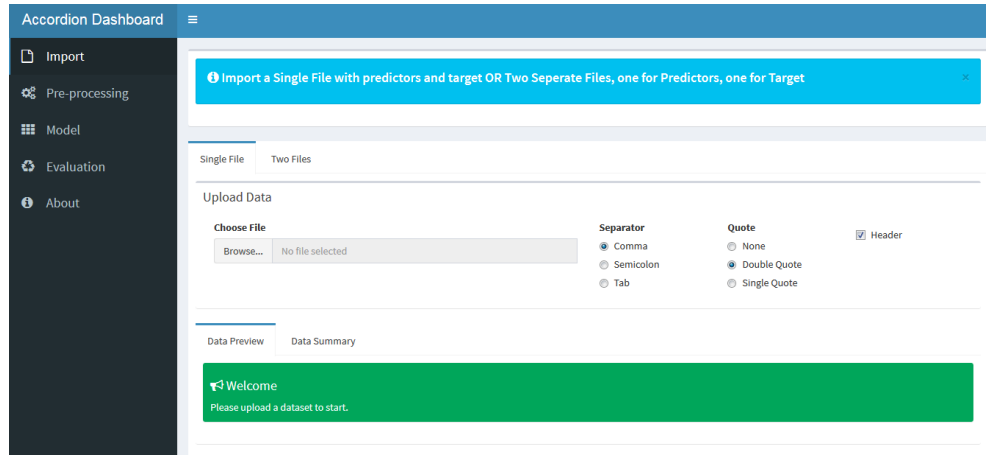 Accordion Dashboard
Import
Pre-processing
Model
Evaluation
About
Import a Single File with predictors and target OR Two Seperate Files, one for Predictors, one for Target
×
Single File Two Files
Upload Data
Choose File
Browse... No file selected
Separator
Comma
Semicolon
Tab
Quote
None
Double Quote
Single Quote
Header
Data Preview Data Summary
Welcome
Please upload a dataset to start.